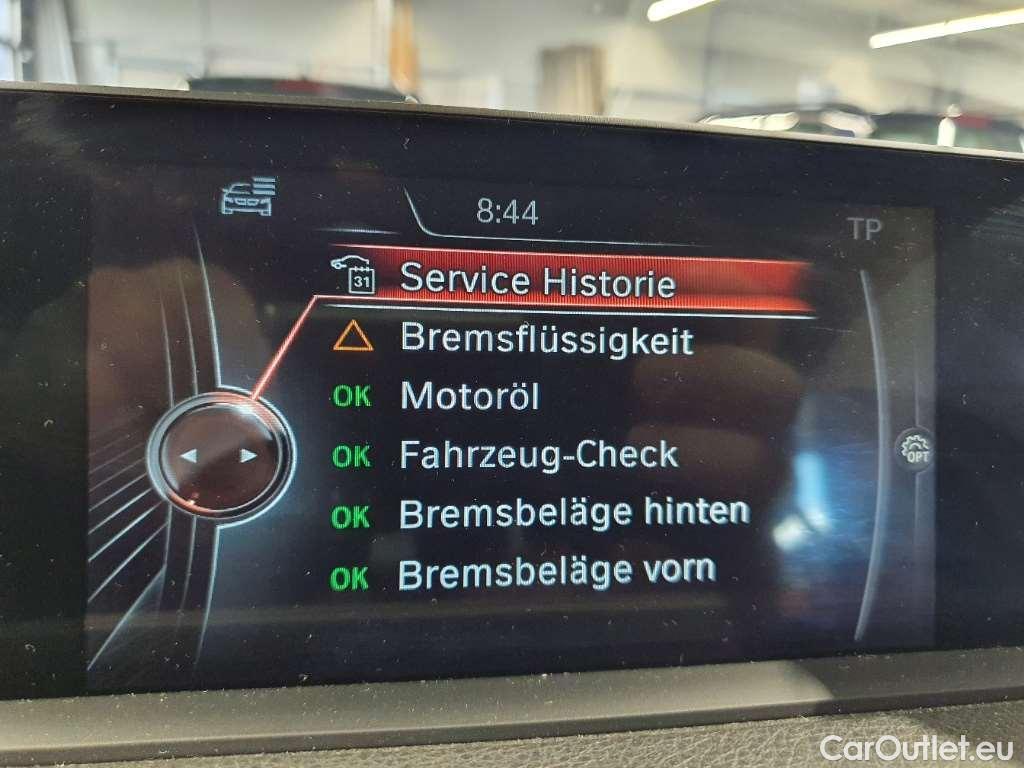 8:44
TP
31 Service Historie
Bremsflüssigkeit
OK Motoröl
OK Fahrzeug-Check
OPT
OK Bremsbeläge hinten
OK Bremsbeläge vorn
CarOutlet.eu